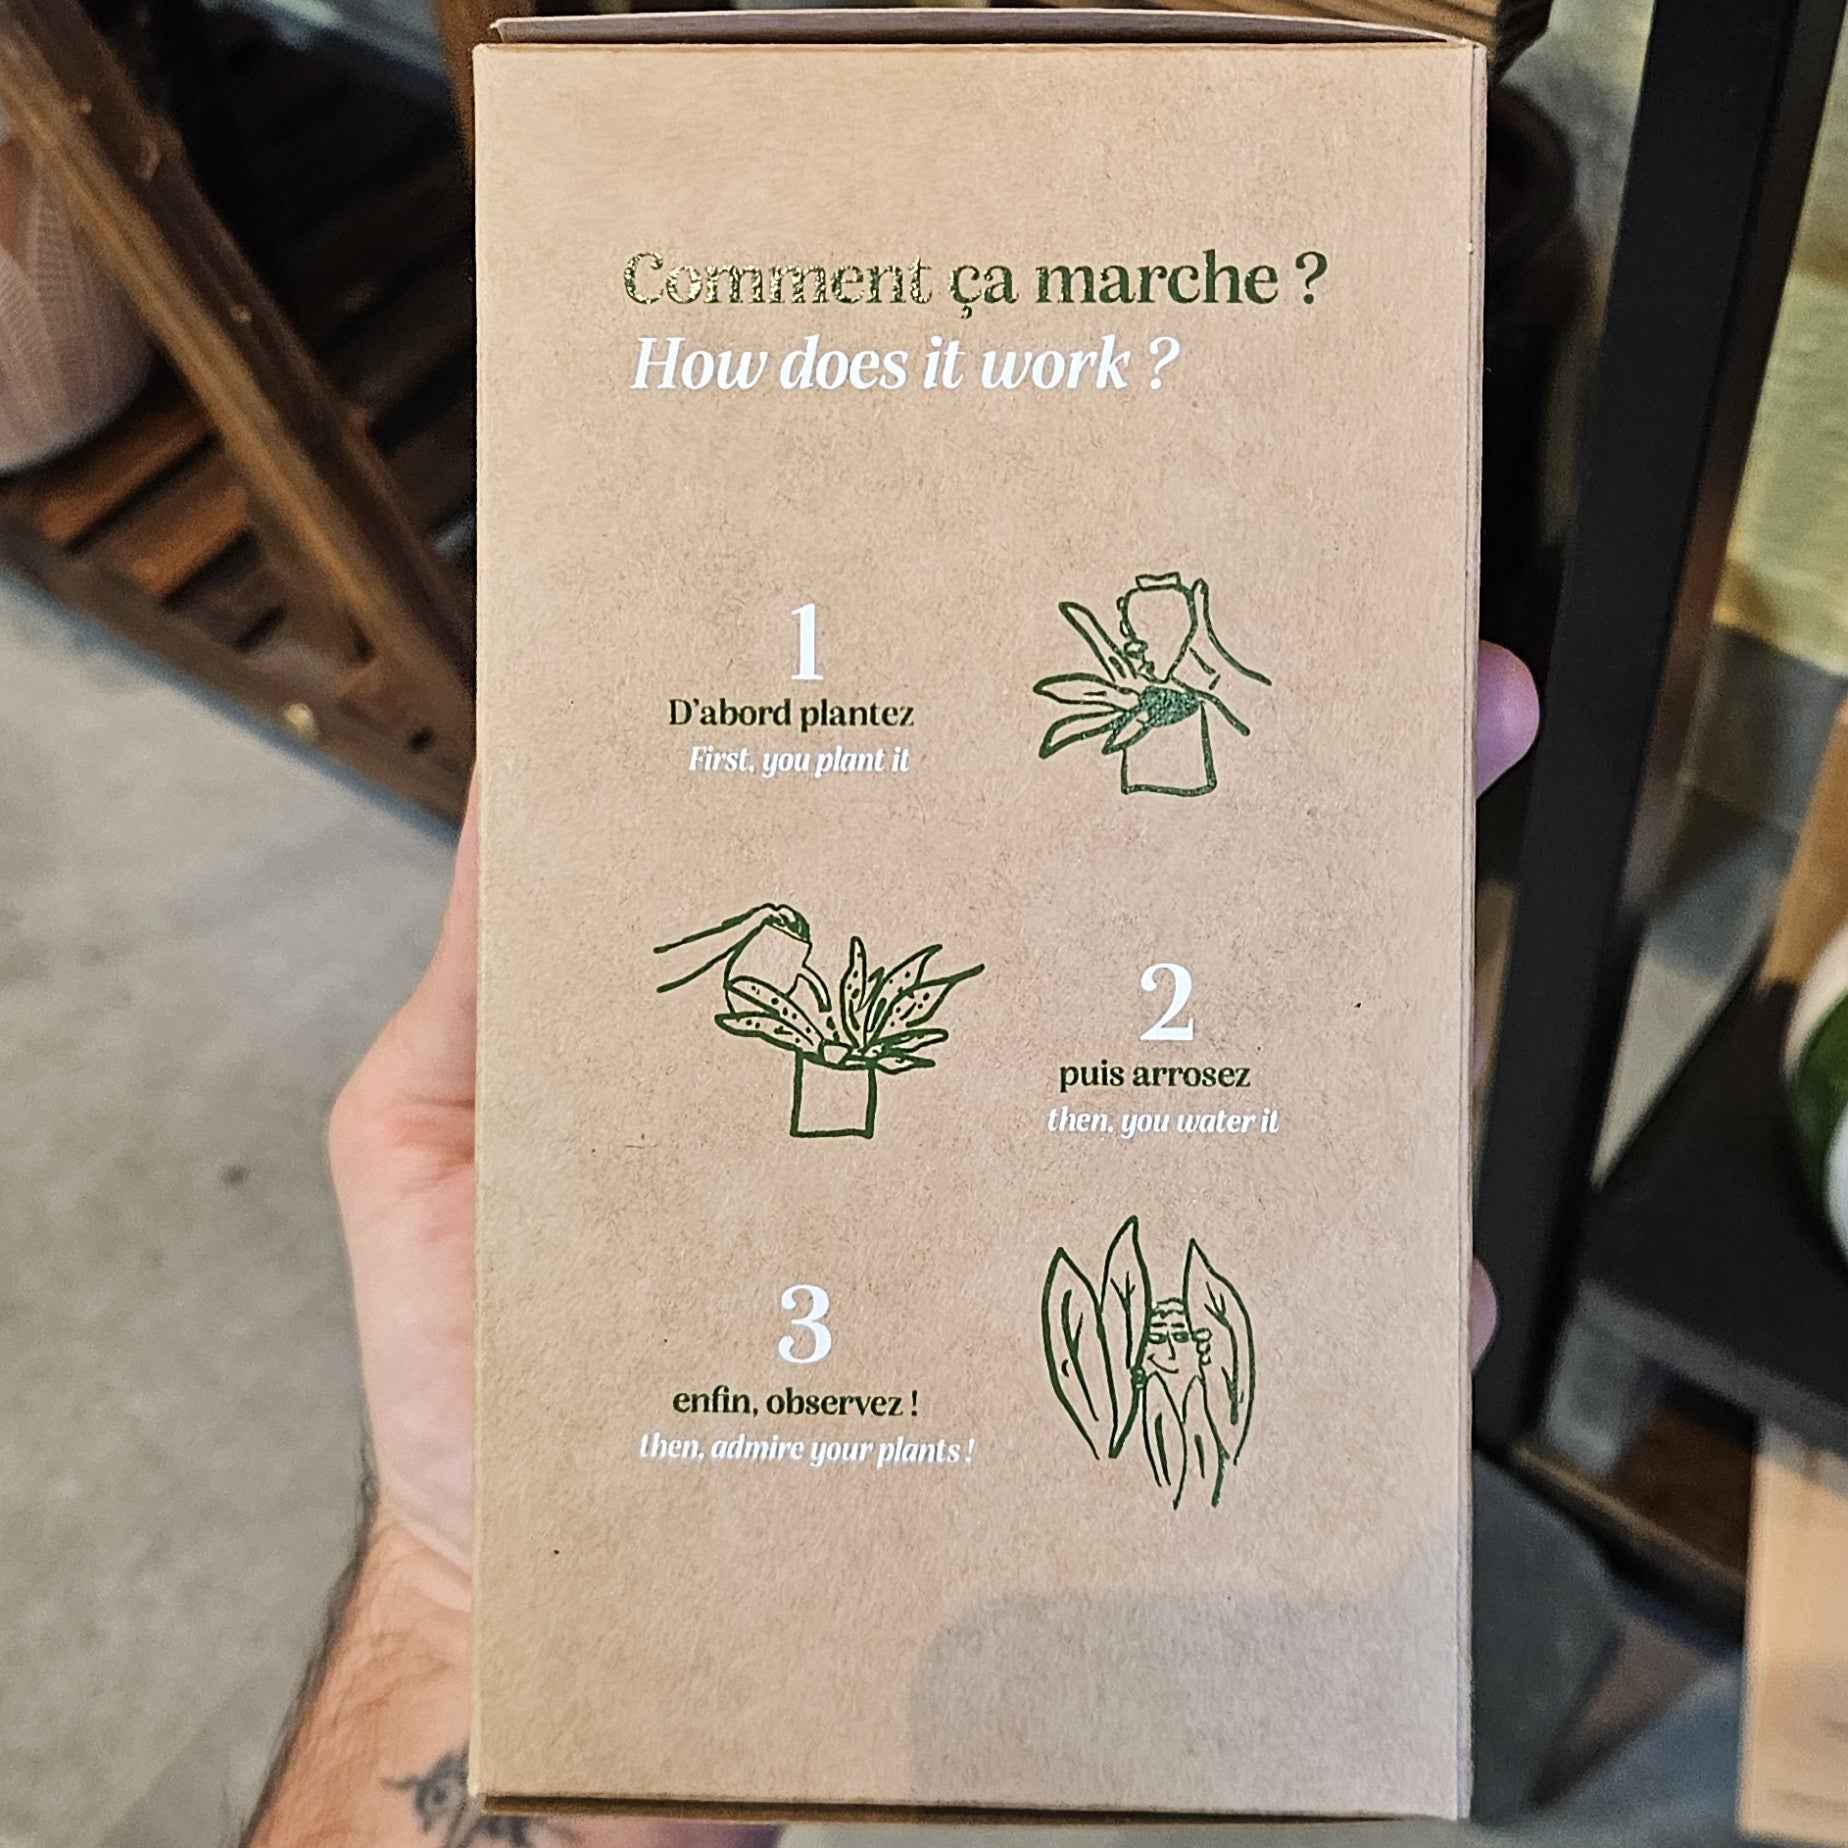 Comment ça marche ?
How does it work ?
1
D'abord plantez
First, you plant it
2
puis arrosez
then, you water it
3
enfin, observez !
then, admire your plants !